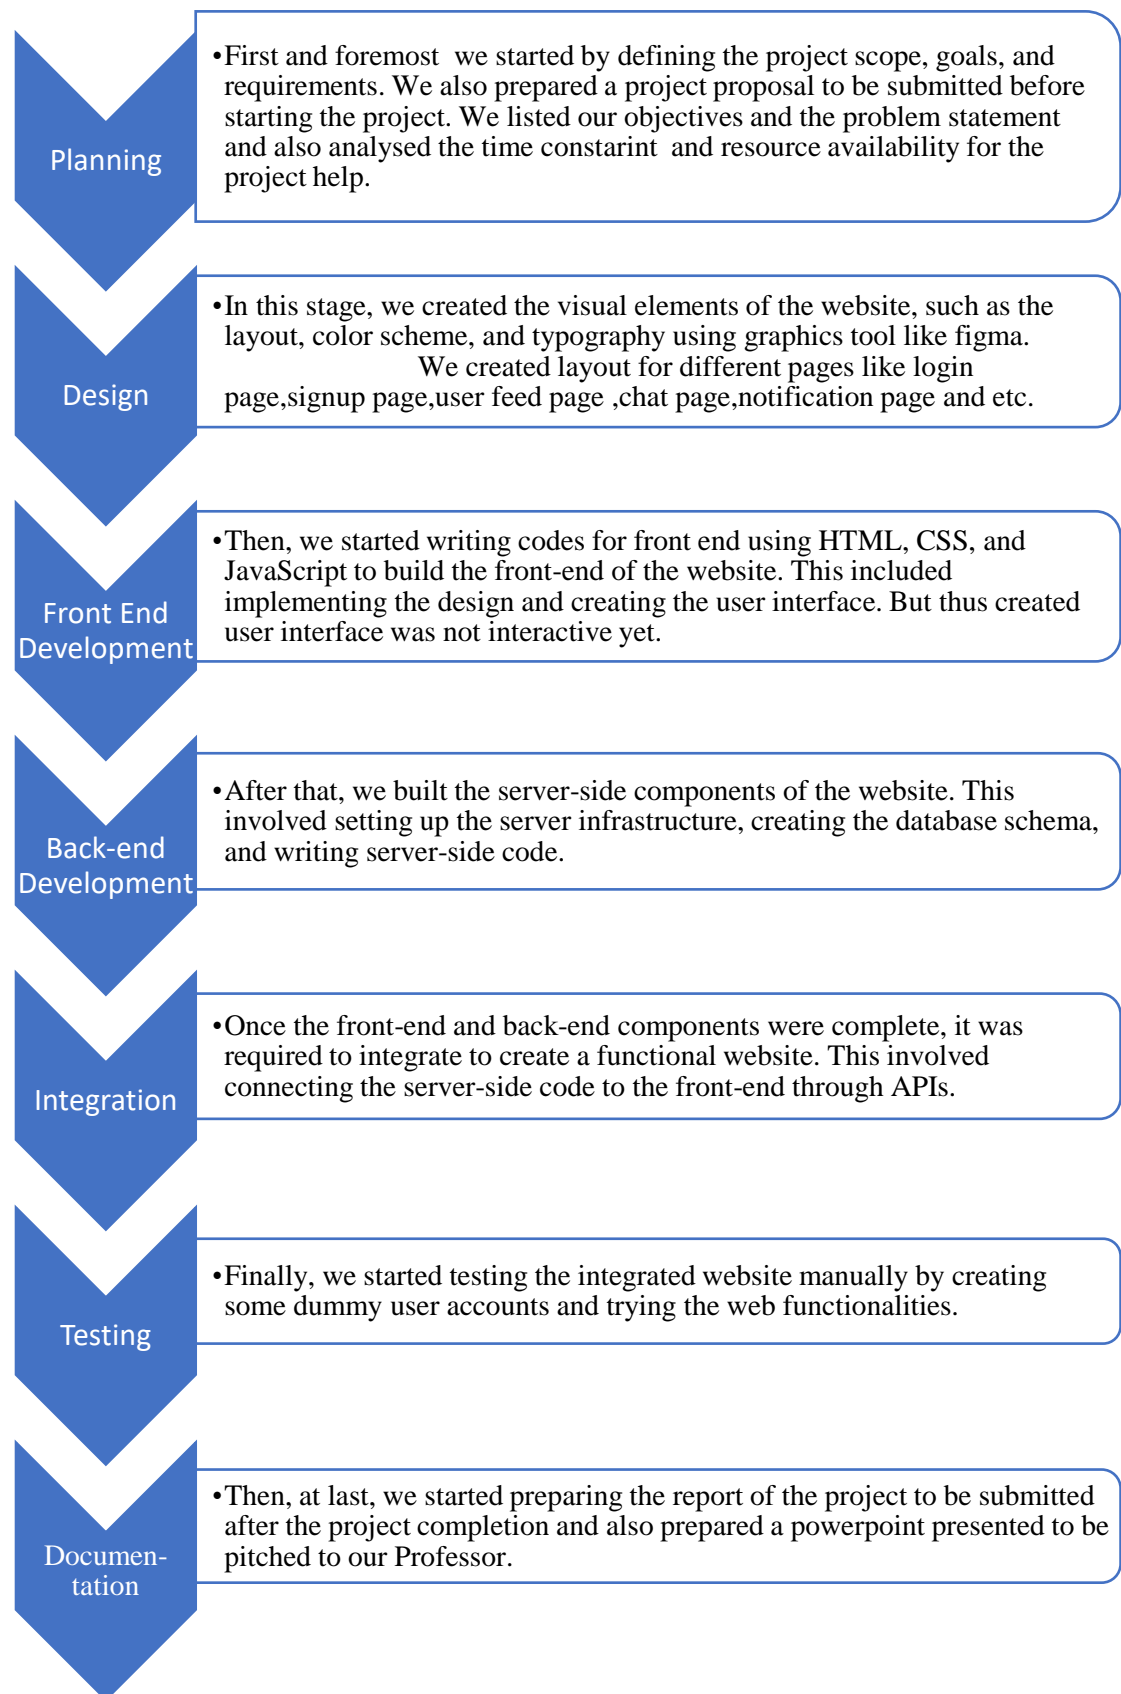 Planning
•First and foremost  we started by defining the project scope, goals, and
requirements. We also prepared a project proposal to be submitted before
starting the project. We listed our objectives and the problem statement
and also analysed the time constarint  and resource availability for the
project help.
Design
•In this stage, we created the visual elements of the website, such as the
layout, color scheme, and typography using graphics tool like figma.
We created layout for different pages like login
page,signup page,user feed page ,chat page,notification page and etc.
Front End
Development
•Then, we started writing codes for front end using HTML, CSS, and
JavaScript to build the front-end of the website. This included
implementing the design and creating the user interface. But thus created
user interface was not interactive yet.
Back-end
Development
•After that, we built the server-side components of the website. This
involved setting up the server infrastructure, creating the database schema,
and writing server-side code.
Integration
•Once the front-end and back-end components were complete, it was
required to integrate to create a functional website. This involved
connecting the server-side code to the front-end through APIs.
Testing
•Finally, we started testing the integrated website manually by creating
some dummy user accounts and trying the web functionalities.
Documen-
tation
•Then, at last, we started preparing the report of the project to be submitted
after the project completion and also prepared a powerpoint presented to be
pitched to our Professor.